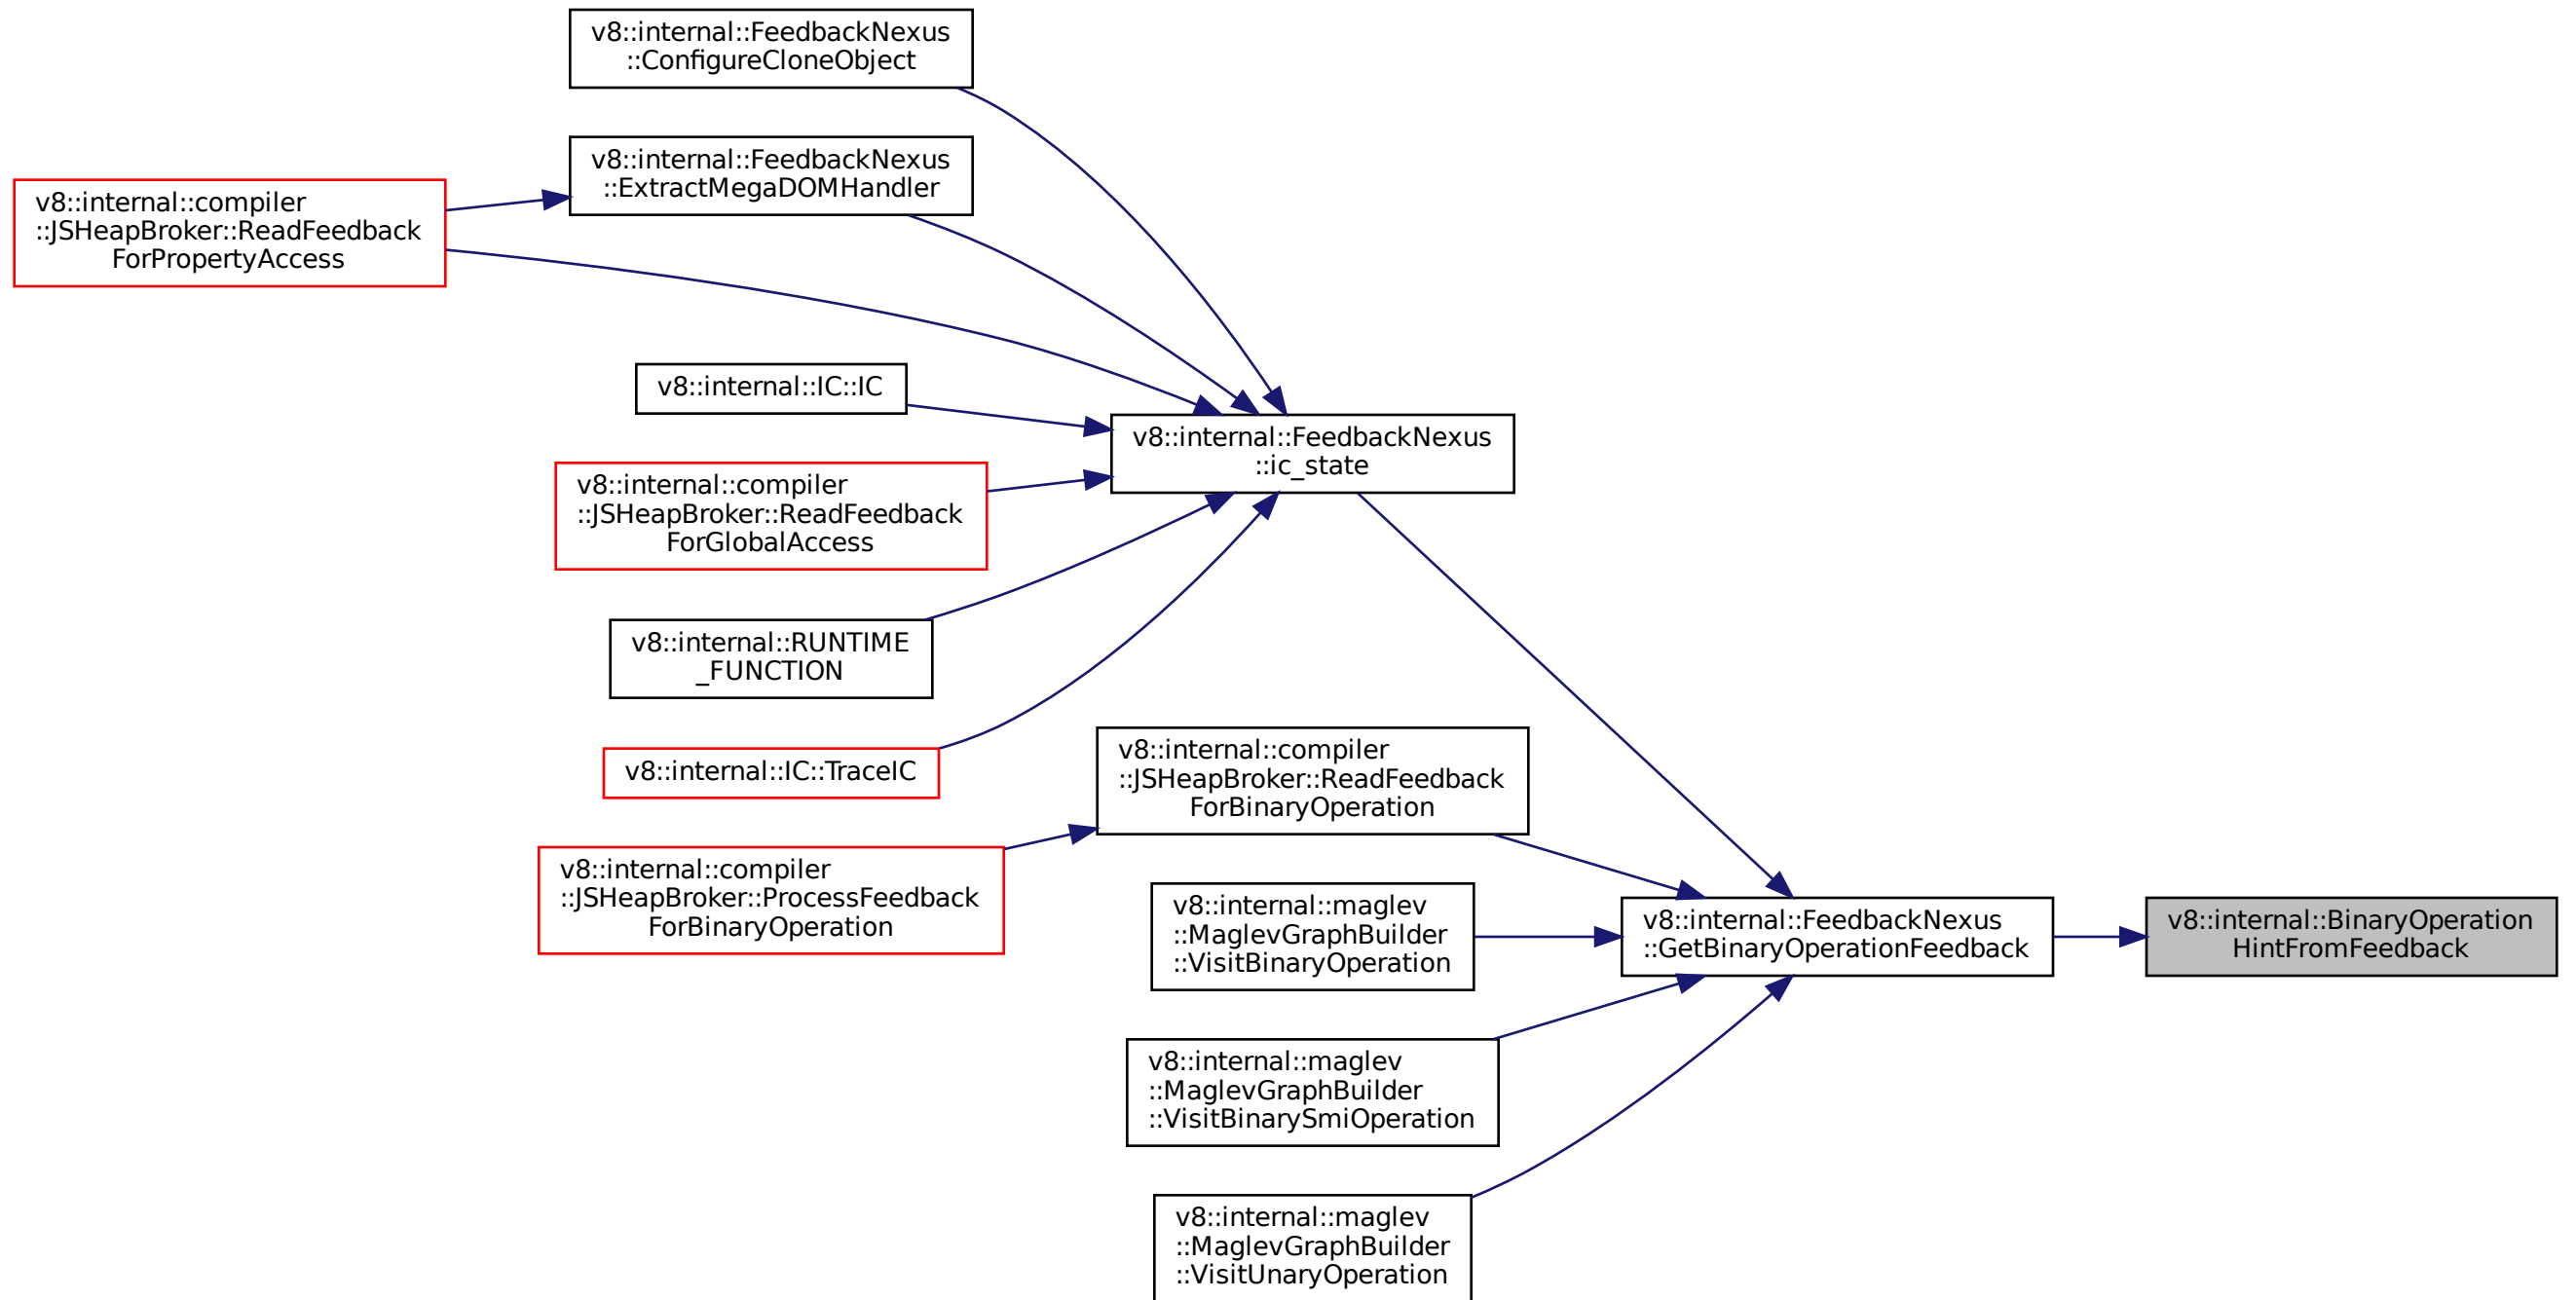 v8::internal::FeedbackNexus
::ConfigureCloneObject
v8::internal::FeedbackNexus
::ExtractMegaDOMHandler
v8::internal::compiler
::JSHeapBroker::ReadFeedback
ForPropertyAccess
v8::internal::IC::IC
v8::internal::FeedbackNexus
::ic_state
v8::internal::compiler
::JSHeapBroker::ReadFeedback
ForGlobalAccess
v8::internal::RUNTIME
_FUNCTION
v8::internal::IC::TraceIC
v8::internal::compiler
::JSHeapBroker::ReadFeedback
ForBinaryOperation
v8::internal::compiler
::JSHeapBroker::ProcessFeedback
ForBinaryOperation
v8::internal::maglev
::MaglevGraphBuilder
::VisitBinaryOperation
v8::internal::FeedbackNexus
::GetBinaryOperationFeedback
v8::internal::BinaryOperation
HintFromFeedback
v8::internal::maglev
::MaglevGraphBuilder
::VisitBinarySmiOperation
v8::internal::maglev
::MaglevGraphBuilder
::VisitUnaryOperation